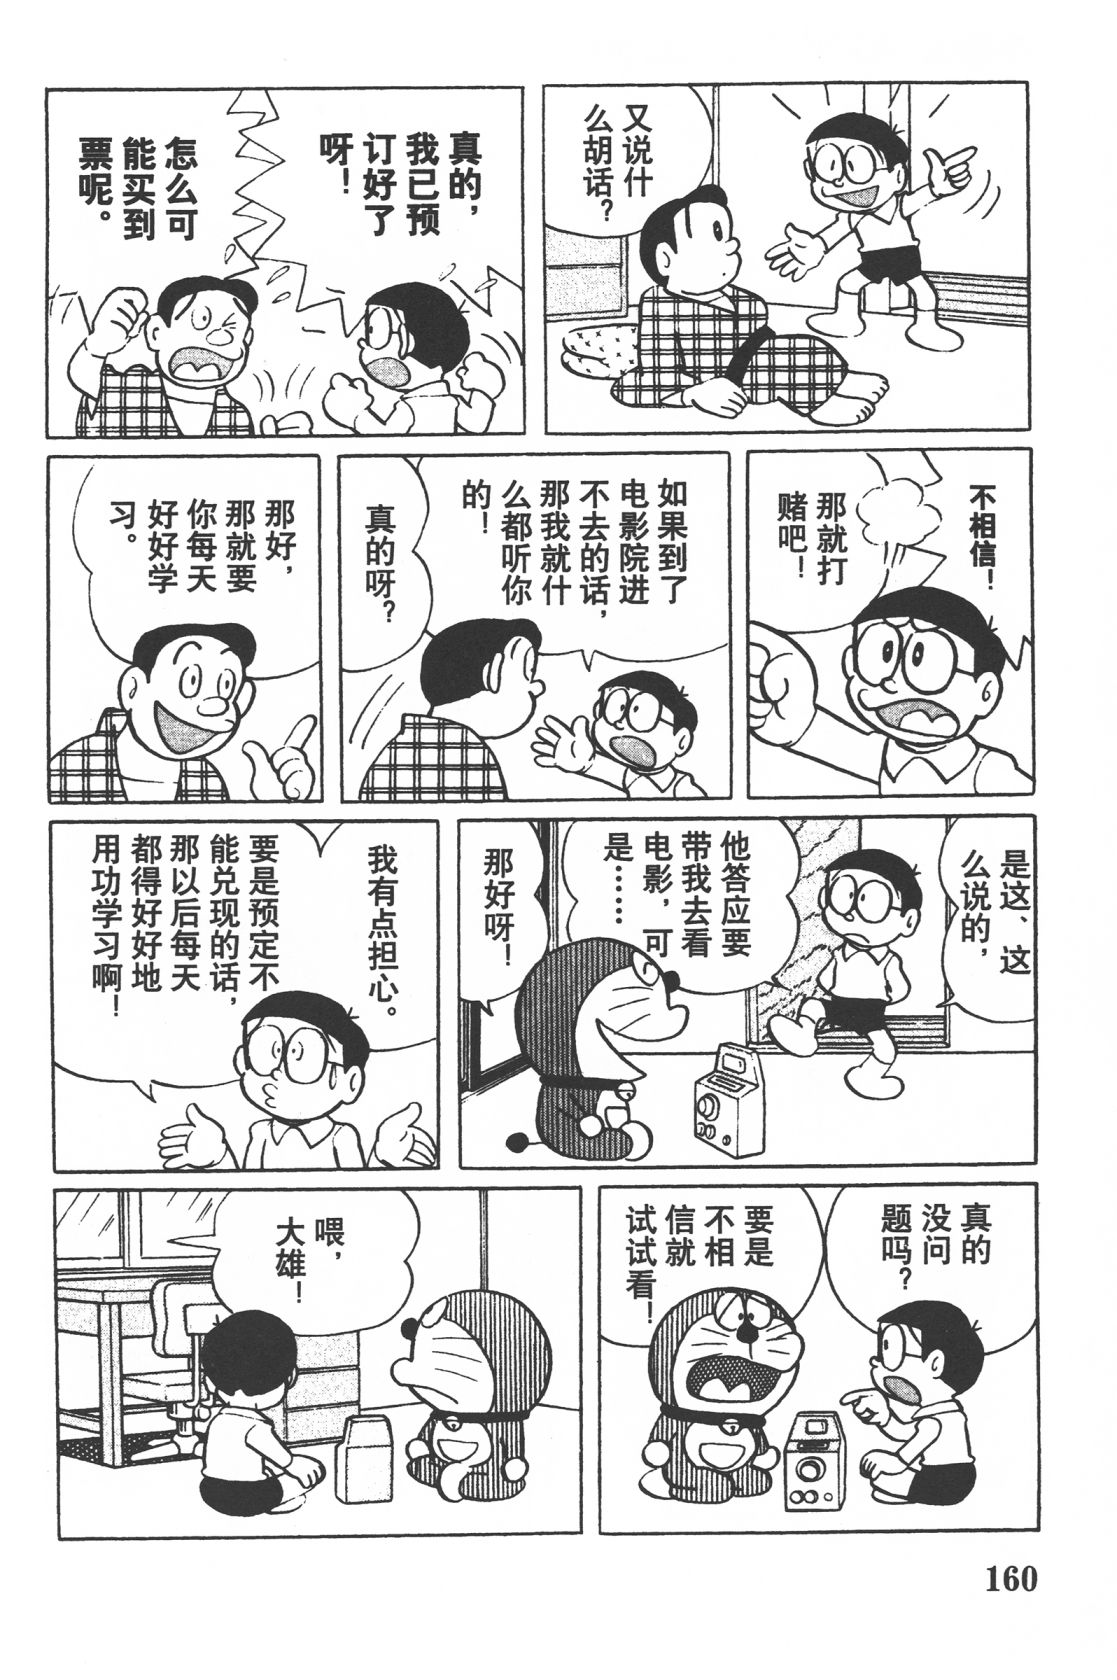 又说什
么胡话？
真的，
我已预
订好了
呀！
怎么可
能买到
票呢。
不相信！
那就打
赌吧！
如果到了
电影院进
不去的话，
那我就什
么都听你
的！
真的呀？
那好，
那就要
你每天
好好学
习。
是这、这
么说的，
他答应要
带我去看
电影，可
是……
那好呀！
我有点担心。
要是预定不
能兑现的话，
那以后每天
都得好好地
用功学习啊！
真的
没问
题吗？
要是
不相
信就
试试看！
喂，
大雄！
160